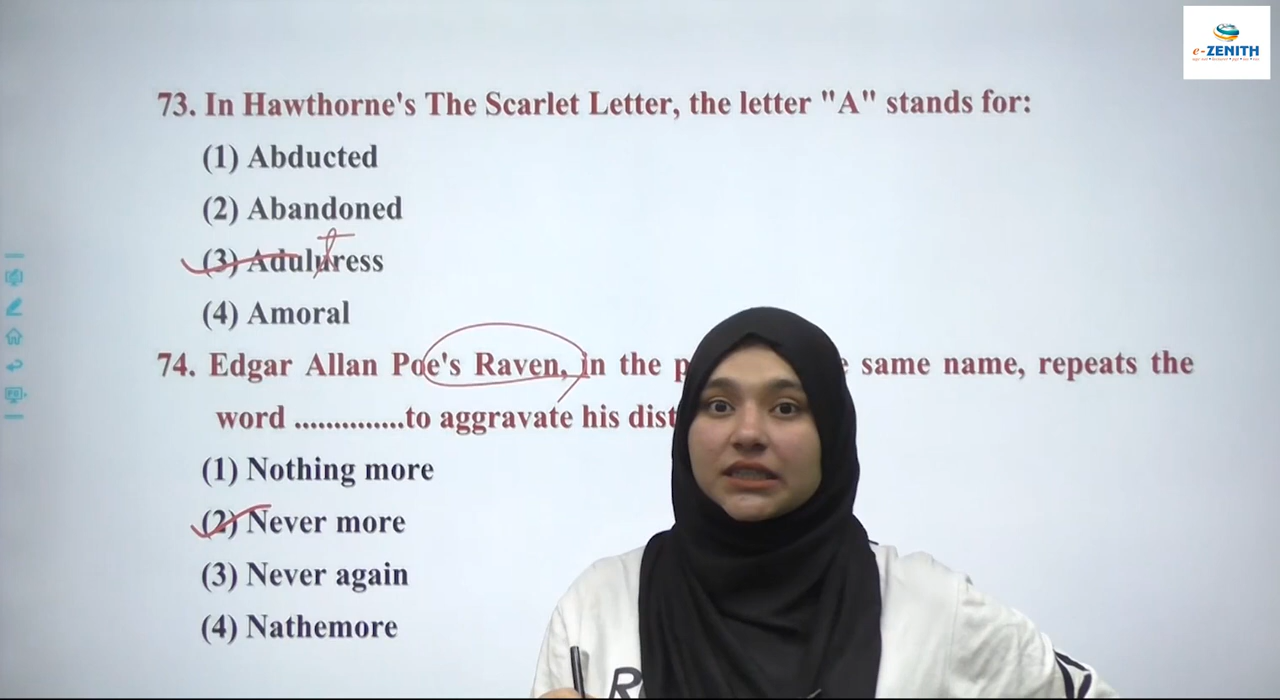 e-ZENITH
73. In Hawthorne's The Scarlet Letter, the letter "A" stands for:
(1) Abducted
(2) Abandoned
(3) Aduluress
t
(4) Amoral
74. Edgar Allan Poe's Raven, in the same name, repeats the
word ..............to aggravate his
(1) Nothing more
(2) Never more
(3) Never again
(4) Nathemore